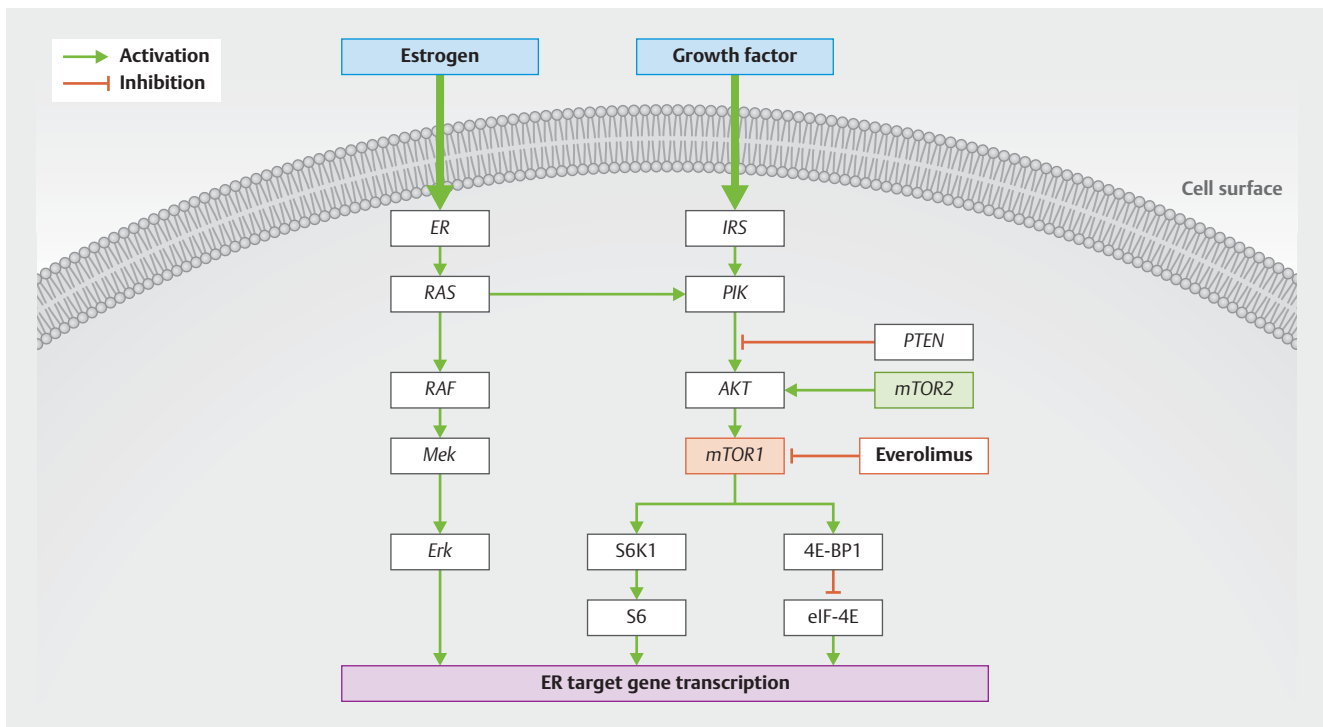 Activation
Inhibition
Estrogen
Growth factor
Cell surface
ER
IRS
RAS
PIK
PTEN
RAF
AKT
mTOR2
Mek
mTOR1
Everolimus
Erk
S6K1
4E-BP1
S6
eIF-4E
ER target gene transcription